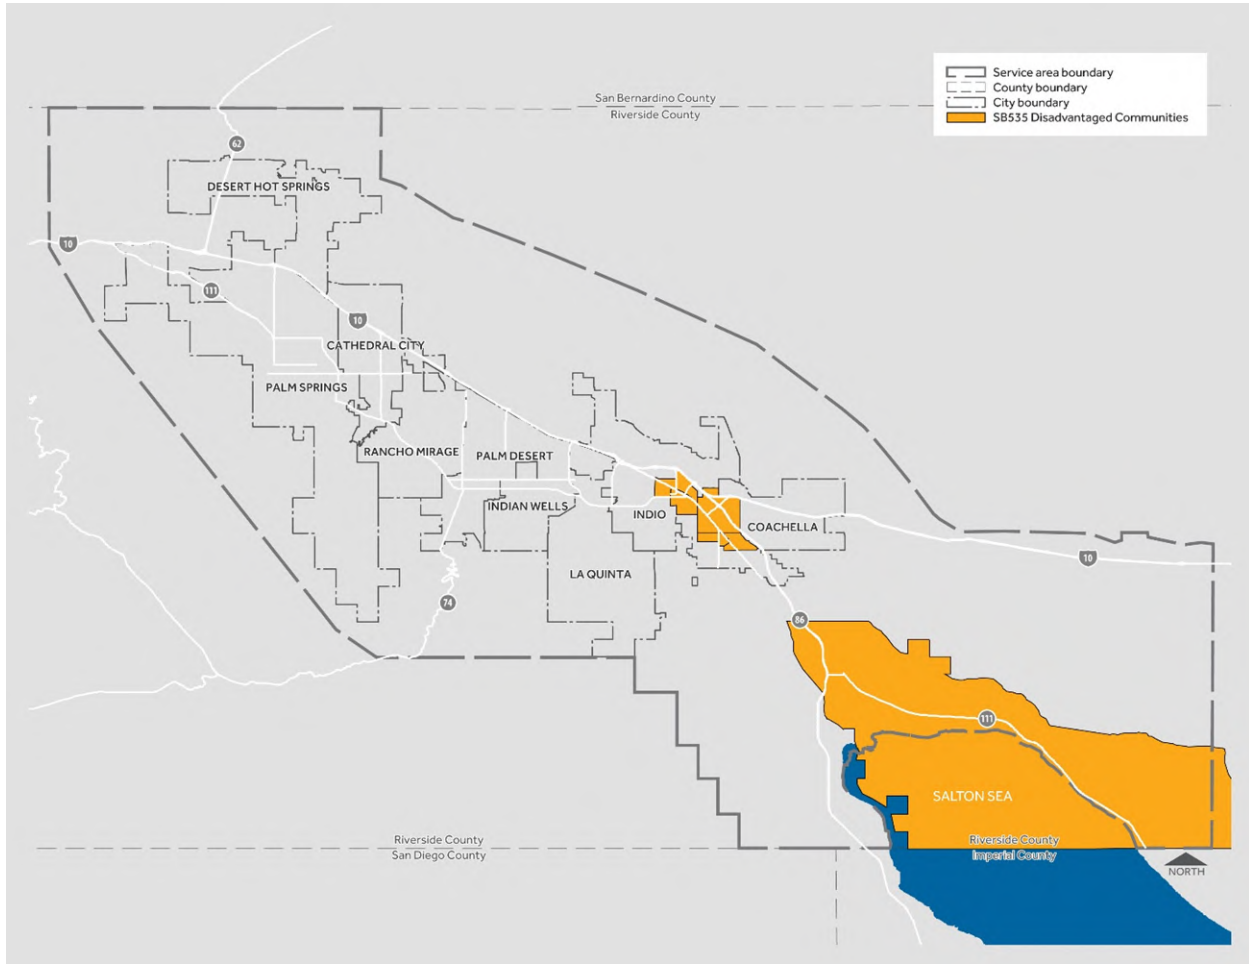 Service area boundary
County boundary
City boundary
SB535 Disadvantaged Communities
San Bernardino County
Riverside County
62
DESERT HOT SPRINGS
10
111
10
CATHEDRAL CITY
PALM SPRINGS
RANCHO MIRAGE
PALM DESERT
INDIAN WELLS
INDIO
COACHELLA
10
LA QUINTA
74
86
111
SALTON SEA
Riverside County
San Diego County
Riverside County
Imperial County
NORTH